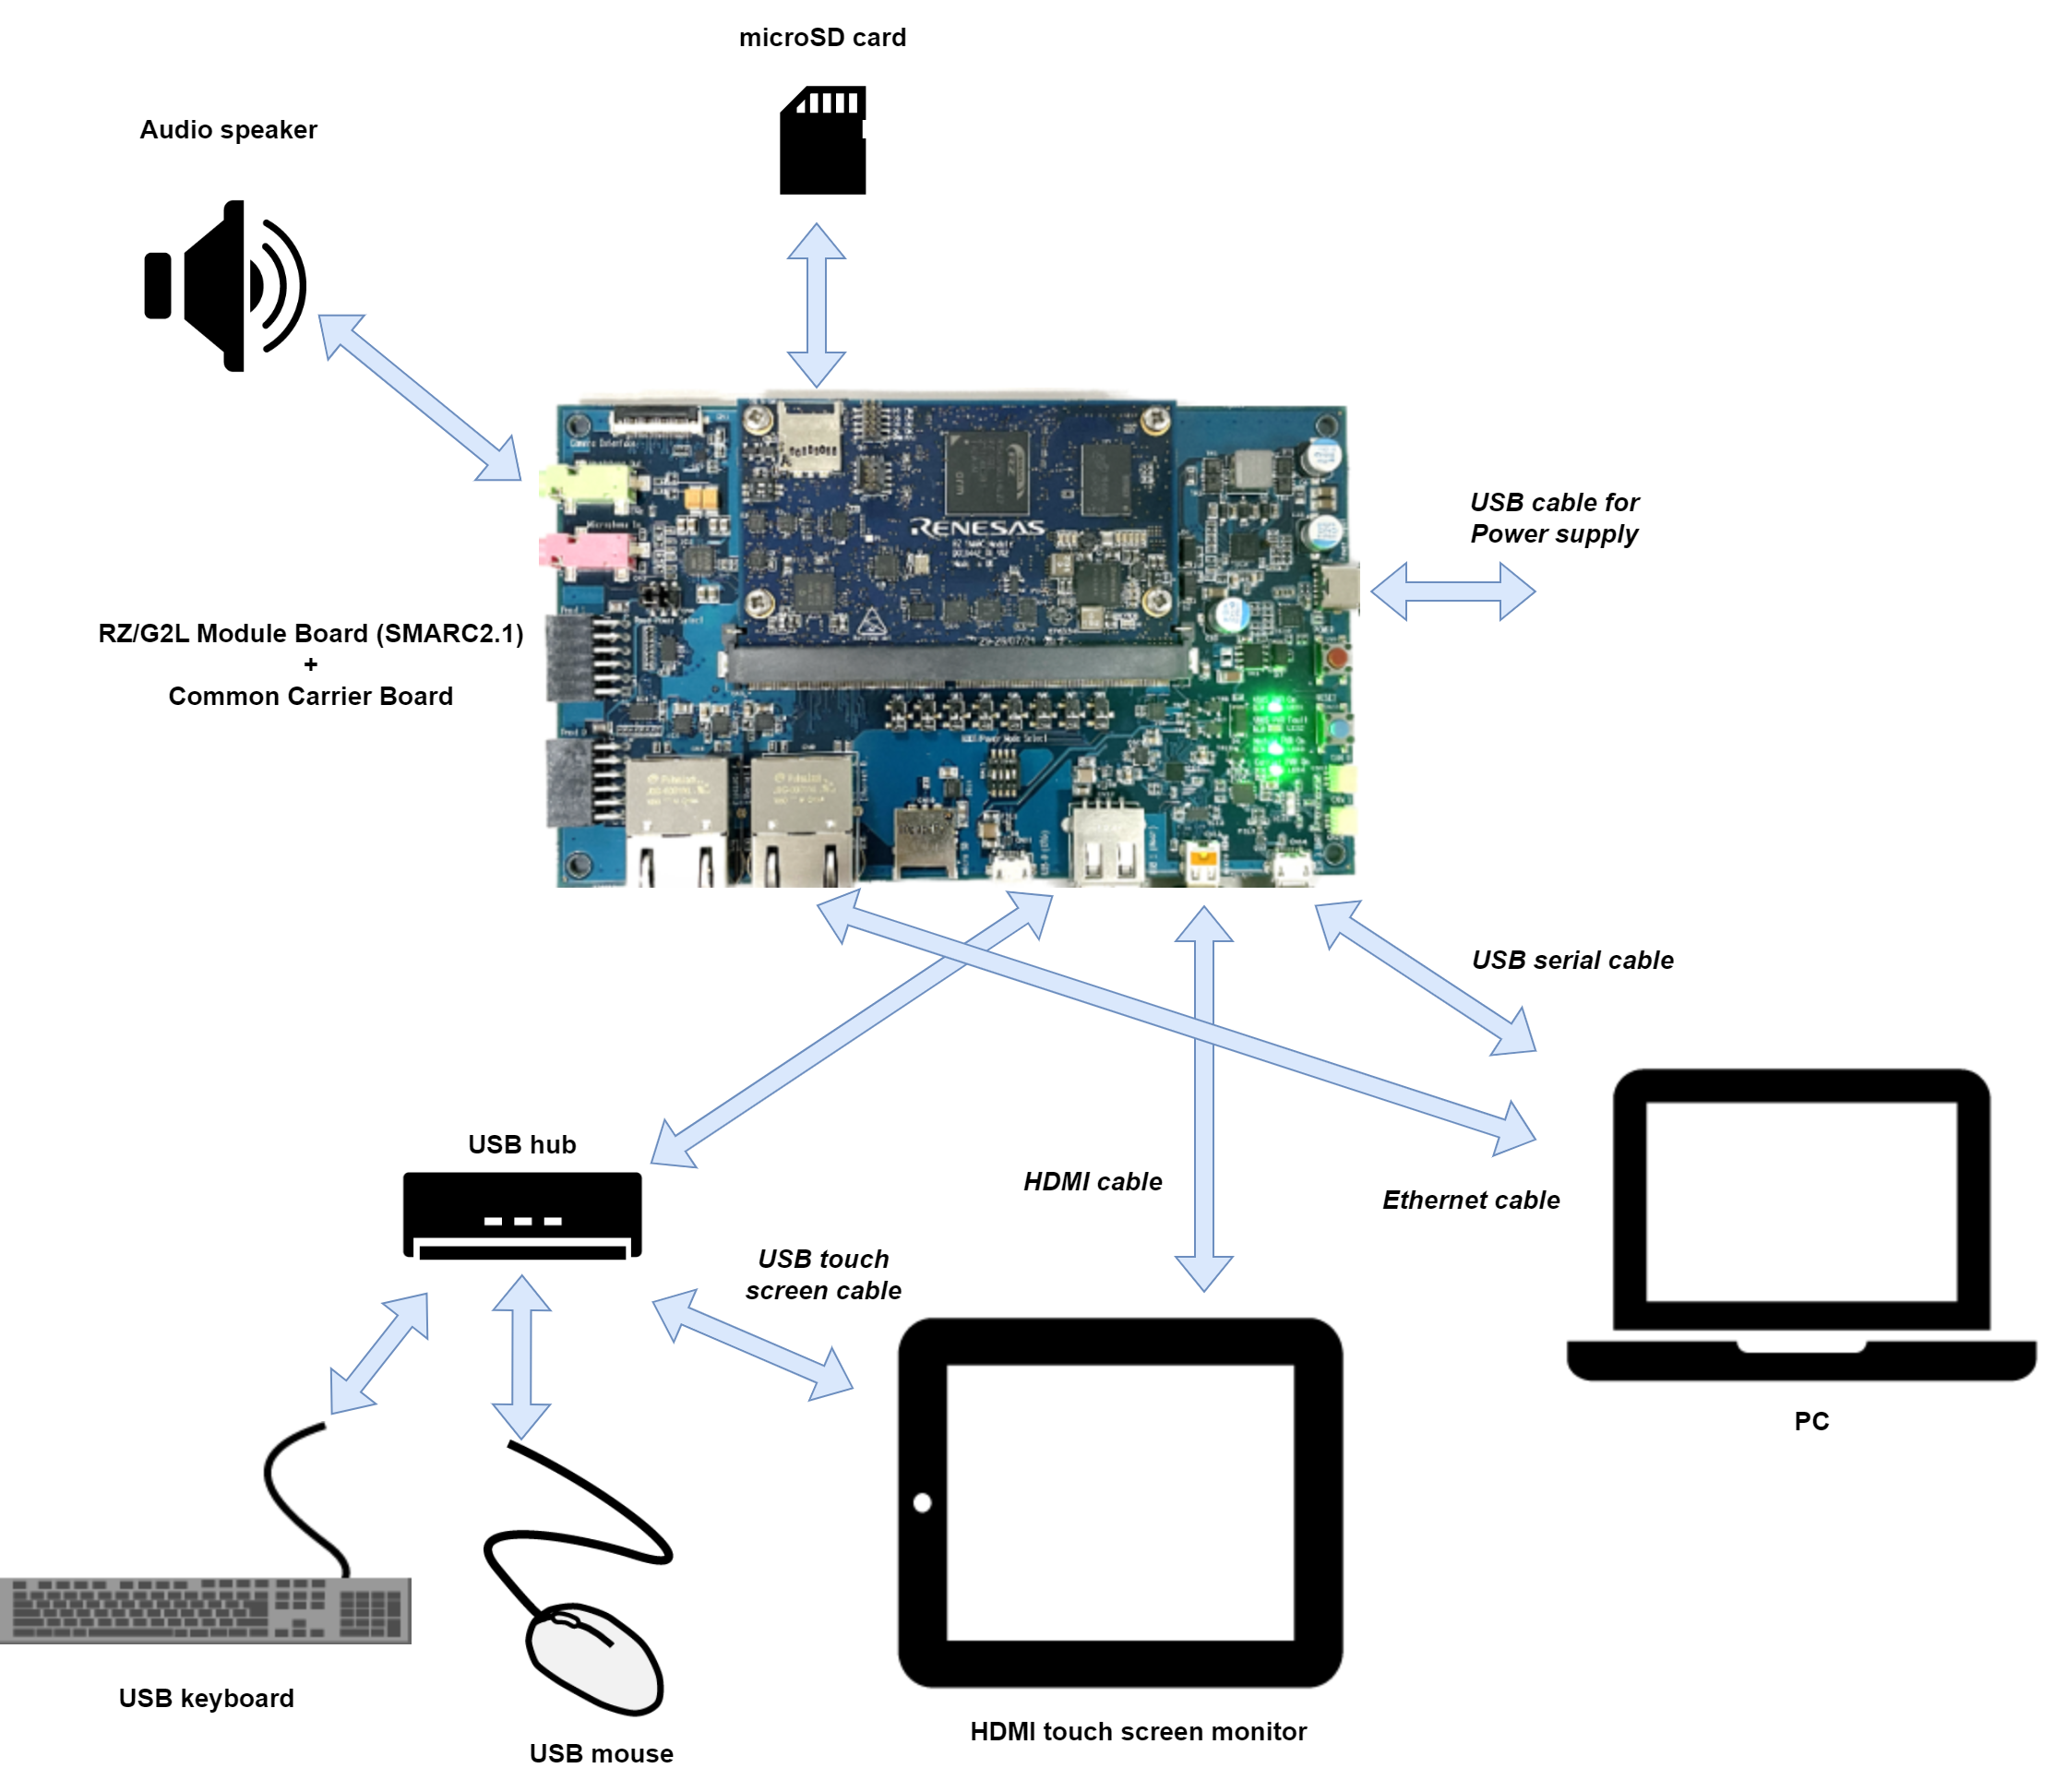 microSD card
Audio speaker
USB cable for
Power supply
RENESAS
RZ/G2L Module Board (SMARC2.1)
+
Common Carrier Board
USB serial cable
USB hub
HDMI cable
Ethernet cable
USB touch
screen cable
PC
USB keyboard
HDMI touch screen monitor
USB mouse